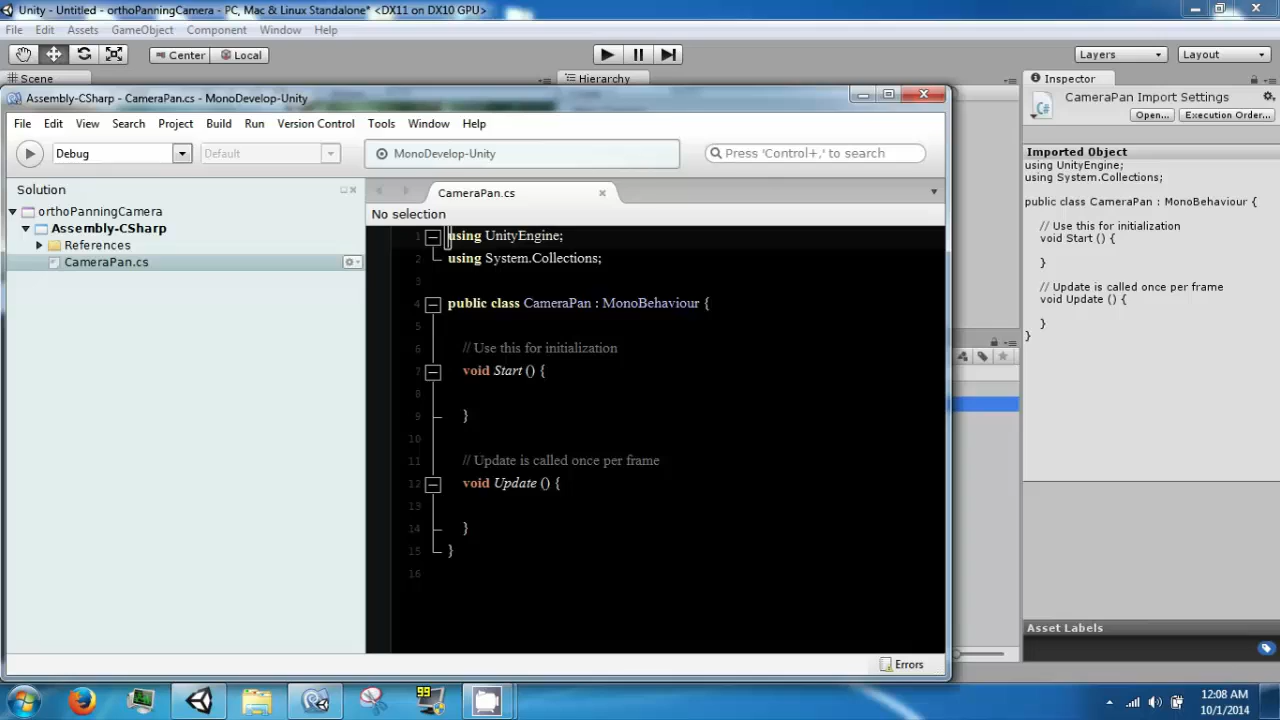 Unity - Untitled - orthoPanningCamera - PC, Mac & Linux Standalone* <DX11 on DX10 GPU>
File Edit Assets GameObject Component Window Help
Center Local Layers Layout
Scene Hierarchy Inspector
Assembly-CSharp - CameraPan.cs - MonoDevelop-Unity
File Edit View Search Project Build Run Version Control Tools Window Help
Debug Default MonoDevelop-Unity Press 'Control+,' to search
Solution
orthoPanningCamera
Assembly-CSharp
References
CameraPan.cs
CameraPan.cs
No selection
1 using UnityEngine;
2 using System.Collections;
3
4 public class CameraPan : MonoBehaviour {
5
6 // Use this for initialization
7 void Start () {
8
9 }
10
11 // Update is called once per frame
12 void Update () {
13
14 }
15 }
16
Errors
CameraPan Import Settings
C#
Open... Execution Order...
Imported Object
using UnityEngine;
using System.Collections;
public class CameraPan : MonoBehaviour {
// Use this for initialization
void Start () {
}
// Update is called once per frame
void Update () {
}
}
Asset Labels
99
12:08 AM
10/1/2014